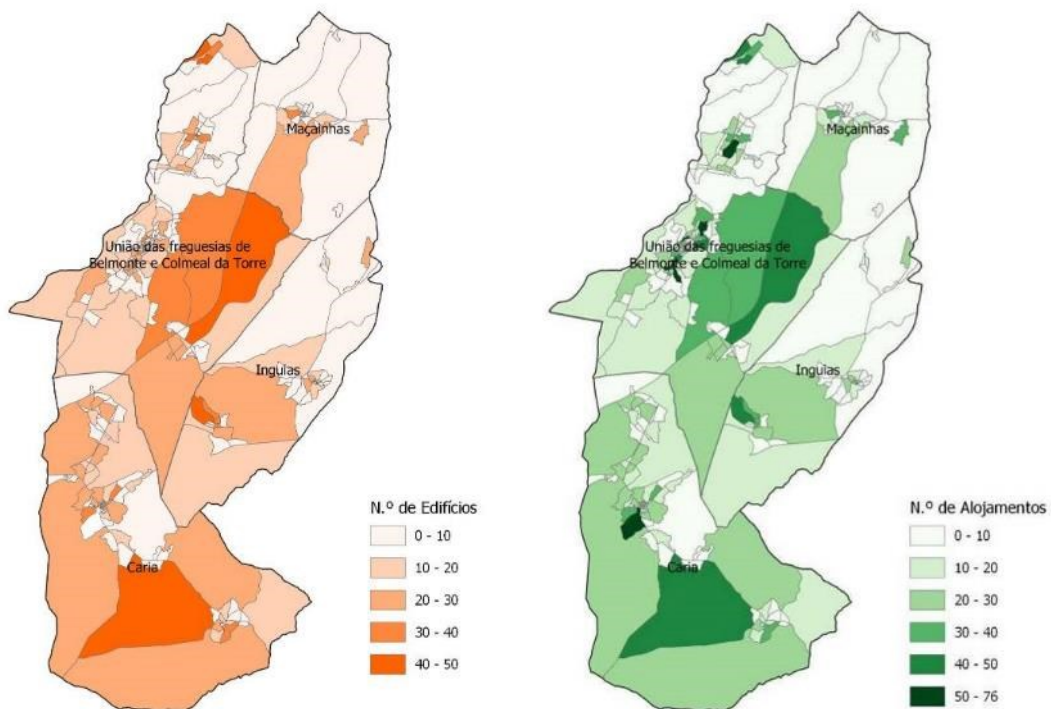 Maçainhas
União das freguesias de
Belmonte e Colmeal da Torre
Inguias
Caria
N.º de Edifícios
0 - 10
10 - 20
20 - 30
30 - 40
40 - 50
Maçainhas
União das freguesias de
Belmonte e Colmeal da Torre
Inguias
Caria
N.º de Alojamentos
0 - 10
10 - 20
20 - 30
30 - 40
40 - 50
50 - 76